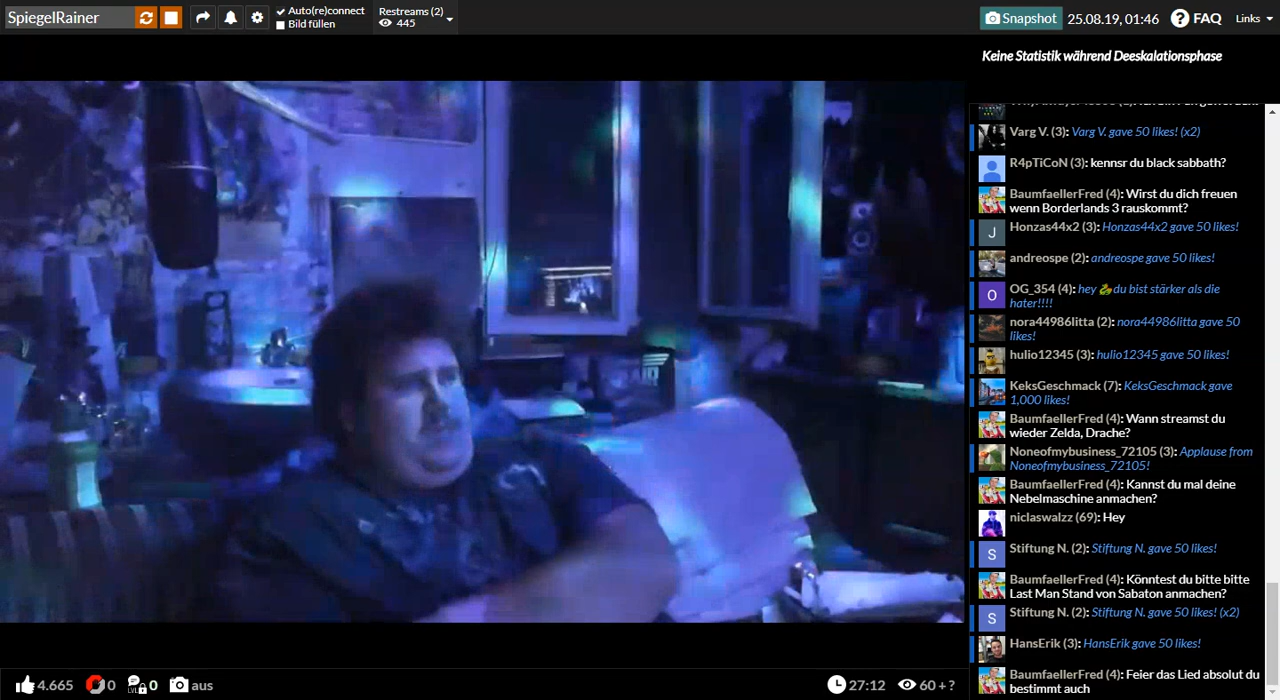 SpiegelRainer
Auto(re)connect
Bild füllen
Restreams (2)
445
Snapshot
25.08.19, 01:46
FAQ
Links
Keine Statistik während Deeskalationsphase
Varg V. (3): Varg V. gave 50 likes! (x2)
R4pTiCoN (3): kennsr du black sabbath?
BaumfaellerFred (4): Wirst du dich freuen
wenn Borderlands 3 rauskommt?
J
Honzas44x2 (3): Honzas44x2 gave 50 likes!
andreospe (2): andreospe gave 50 likes!
O
OG_354 (4): hey 🐉du bist stärker als die
hater!!!!
nora44986litta (2): nora44986litta gave 50
likes!
hulio12345 (3): hulio12345 gave 50 likes!
KeksGeschmack (7): KeksGeschmack gave
1,000 likes!
BaumfaellerFred (4): Wann streamst du
wieder Zelda, Drache?
Noneofmybusiness_72105 (3): Applause from
Noneofmybusiness_72105!
BaumfaellerFred (4): Kannst du mal deine
Nebelmaschine anmachen?
niclaswalzz (69): Hey
S
Stiftung N. (2): Stiftung N. gave 50 likes!
BaumfaellerFred (4): Könntest du bitte bitte
Last Man Stand von Sabaton anmachen?
S
Stiftung N. (2): Stiftung N. gave 50 likes! (x2)
HansErik (3): HansErik gave 50 likes!
BaumfaellerFred (4): Feier das Lied absolut du
bestimmt auch
4.665
0
LVL
0
aus
27:12
60 + ?